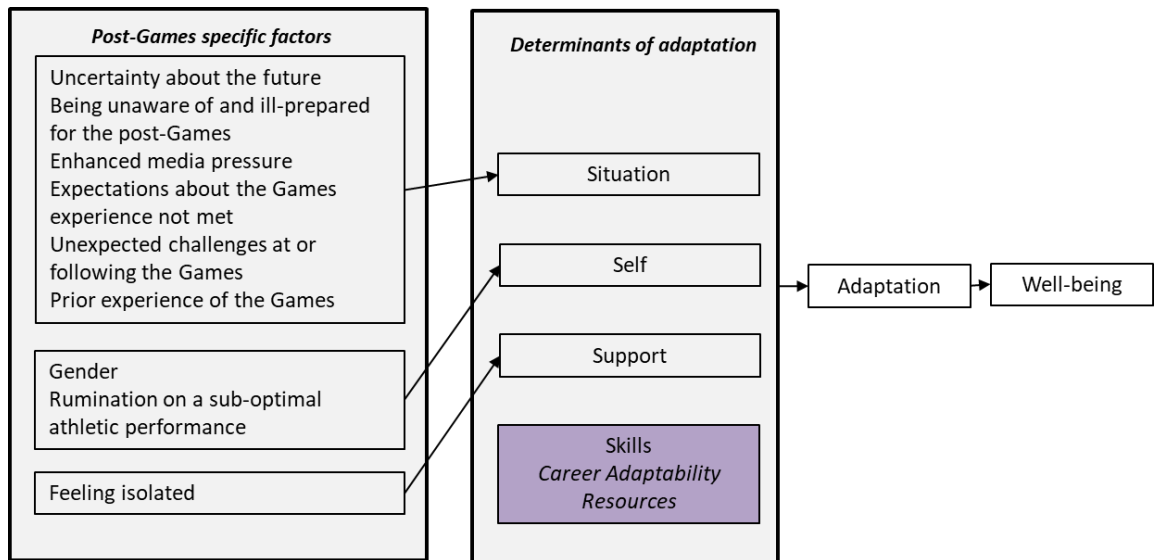 Post-Games specific factors
Uncertainty about the future
Being unaware of and ill-prepared
for the post-Games
Enhanced media pressure
Expectations about the Games
experience not met
Unexpected challenges at or
following the Games
Prior experience of the Games
Gender
Rumination on a sub-optimal
athletic performance
Feeling isolated
Determinants of adaptation
Situation
Self
Support
Skills
Career Adaptability
Resources
Adaptation
Well-being